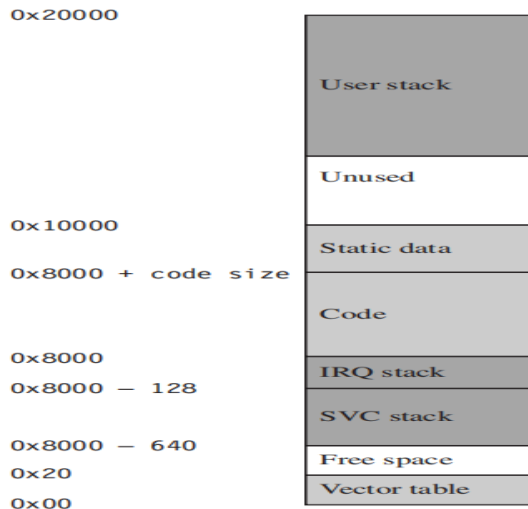 0x20000
User stack
Unused
0x10000
Static data
0x8000 + code size
Code
0x8000
IRQ stack
0x8000 – 128
SVC stack
0x8000 – 640
Free space
0x20
Vector table
0x00